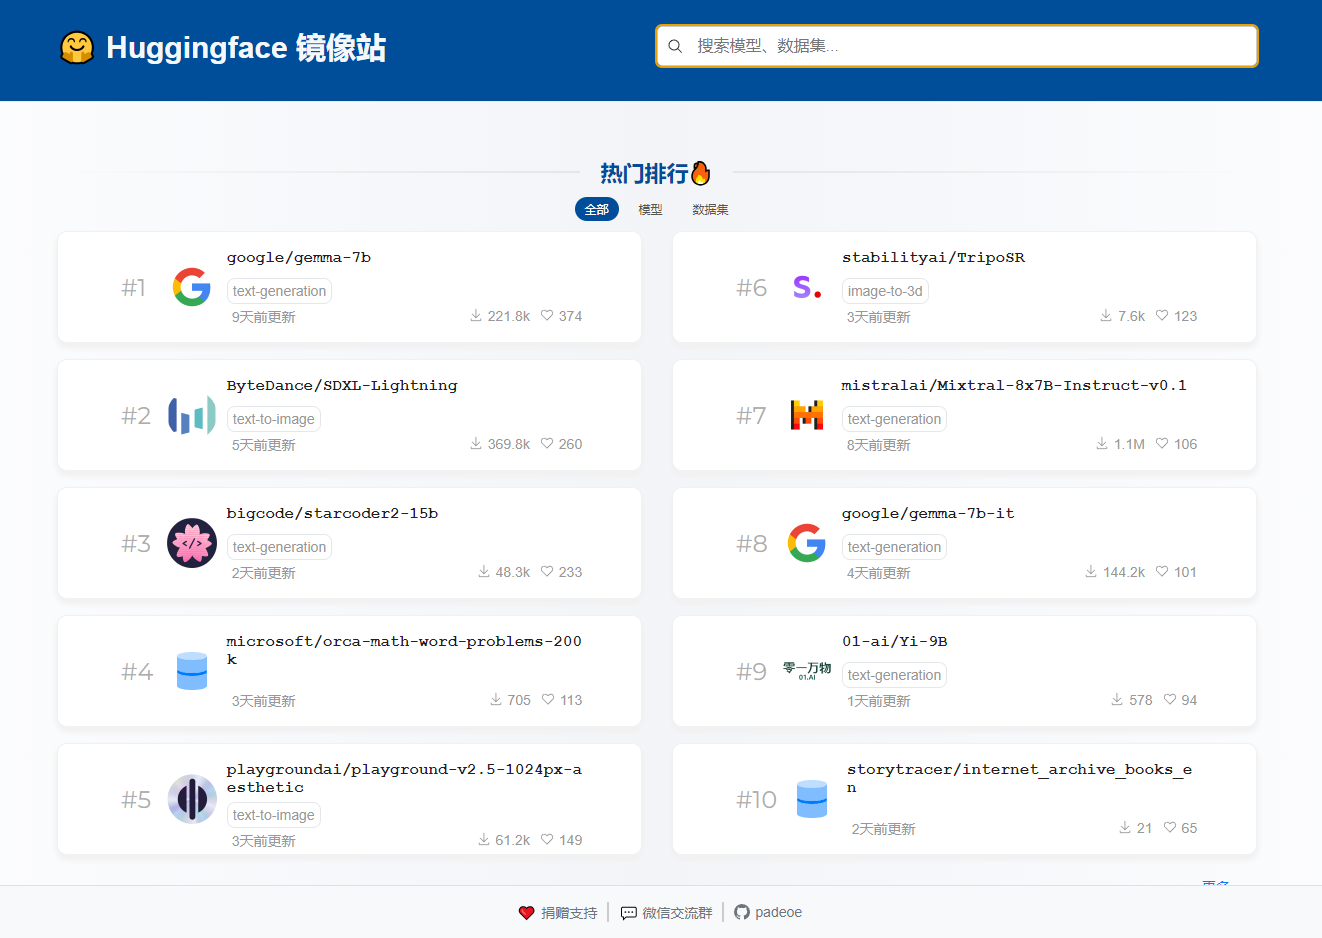 Huggingface 镜像站
搜索模型、数据集...
热门排行
全部 模型 数据集
#1
google/gemma-7b
text-generation
9天前更新 221.8k 374
#2
ByteDance/SDXL-Lightning
text-to-image
5天前更新 369.8k 260
#3
bigcode/starcoder2-15b
text-generation
2天前更新 48.3k 233
#4
microsoft/orca-math-word-problems-200
k
3天前更新 705 113
#5
playgroundai/playground-v2.5-1024px-a
esthetic
text-to-image
3天前更新 61.2k 149
#6
S.
stabilityai/TripoSR
image-to-3d
3天前更新 7.6k 123
#7
mistralai/Mixtral-8x7B-Instruct-v0.1
text-generation
8天前更新 1.1M 106
#8
google/gemma-7b-it
text-generation
4天前更新 144.2k 101
#9
零一万物
01.AI
01-ai/Yi-9B
text-generation
1天前更新 578 94
#10
storytracer/internet_archive_books_e
n
2天前更新 21 65
更多
捐赠支持 微信交流群 padeoe